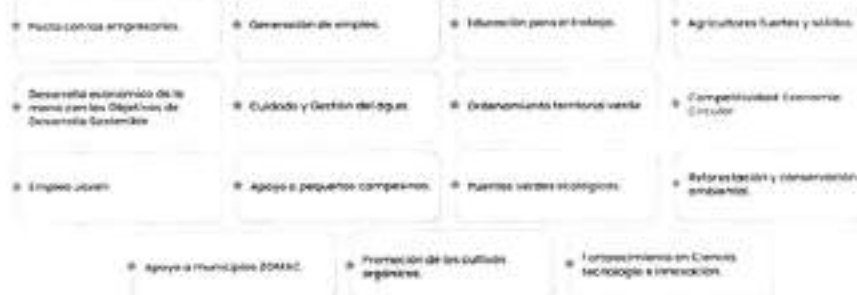 Pacto con los empresarios.
Generación de empleo.
Educación para el trabajo.
Agricultores fuertes y sólidos.
Desarrollo económico de la
mano con los Objetivos de
Desarrollo Sostenible
Cuidado y Gestión del agua.
Ordenamiento territorial verde
Competitividad Economía
Circular
Empleo Joven
Apoyo a pequeños campesinos.
Puentes verdes ecológicos.
Reforestación y conservación
ambiental.
Apoyo a municipios ZOMAC.
Promoción de los cultivos
orgánicos.
Fortalecimiento en Ciencia,
tecnología e innovación.